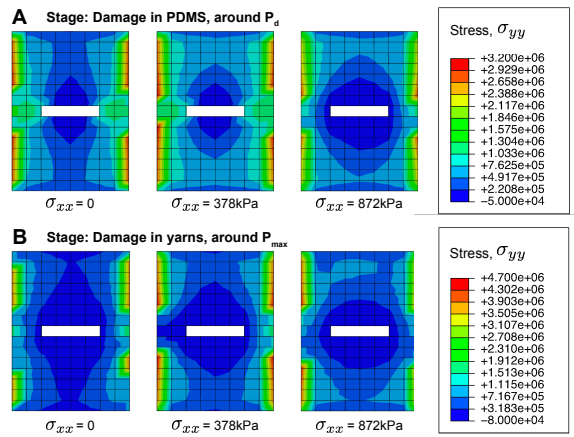 A Stage: Damage in PDMS, around P_d
σ_xx = 0
σ_xx = 378kPa
σ_xx = 872kPa
Stress, σ_yy
+3.200e+06
+2.929e+06
+2.658e+06
+2.388e+06
+2.117e+06
+1.846e+06
+1.575e+06
+1.304e+06
+1.033e+06
+7.625e+05
+4.917e+05
+2.208e+05
−5.000e+04
B Stage: Damage in yarns, around P_max
σ_xx = 0
σ_xx = 378kPa
σ_xx = 872kPa
Stress, σ_yy
+4.700e+06
+4.302e+06
+3.903e+06
+3.505e+06
+3.107e+06
+2.708e+06
+2.310e+06
+1.912e+06
+1.513e+06
+1.115e+06
+7.167e+05
+3.183e+05
−8.000e+04